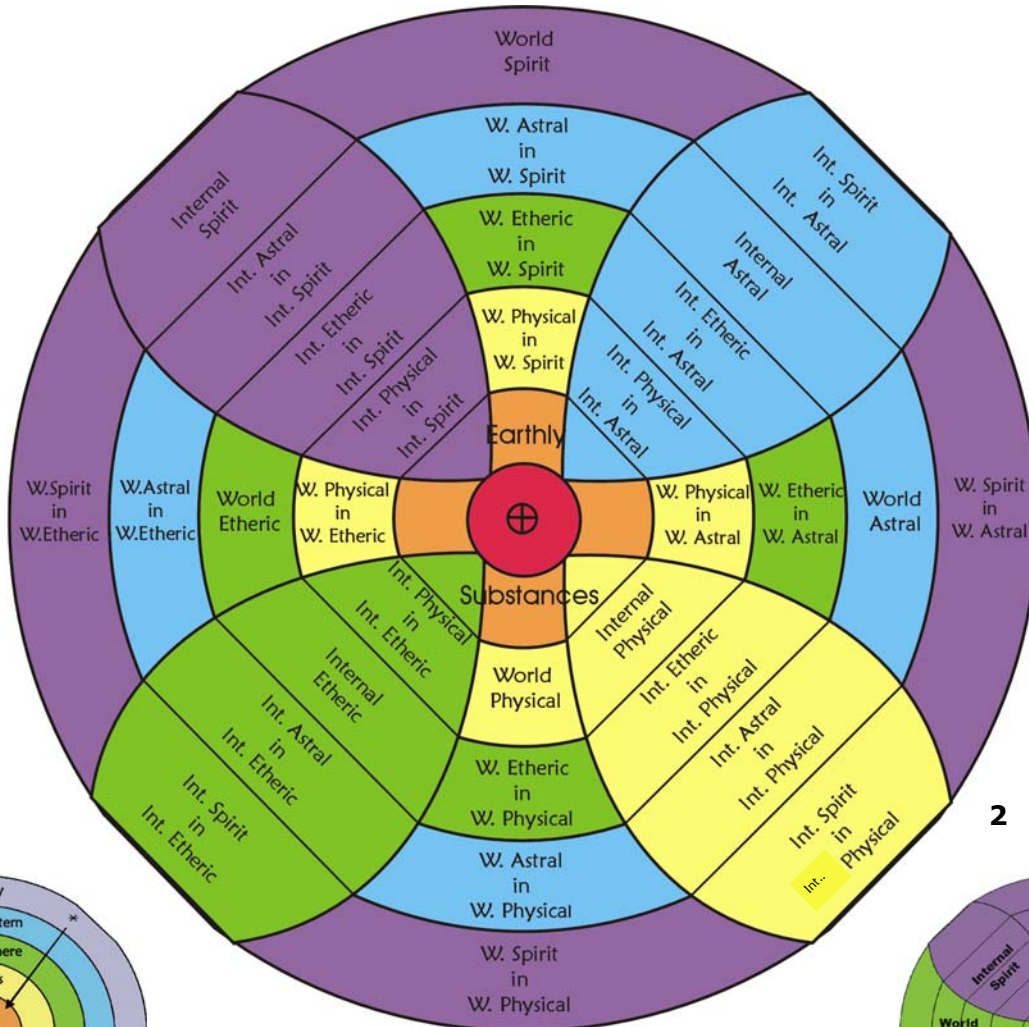 World
Spirit
W. Astral
in
W. Spirit
W. Etheric
in
W. Spirit
W. Physical
in
W. Spirit
Internal
Spirit
Int. Astral
in
Int. Spirit
Int. Etheric
in
Int. Spirit
Int. Physical
in
Int. Spirit
Int. Spirit
in
Int. Astral
Internal
Astral
Int. Etheric
in
Int. Astral
Int. Physical
in
Int. Astral
Earthly
Substances
W.Spirit
in
W.Etheric
W.Astral
in
W.Etheric
World
Etheric
W. Physical
in
W. Etheric
W. Physical
in
W. Astral
W. Etheric
in
W. Astral
World
Astral
W. Spirit
in
W. Astral
Int. Physical
in
Int. Etheric
Internal
Etheric
Int. Astral
in
Int. Etheric
Int. Spirit
in
Int. Etheric
Internal
Physical
Int. Etheric
in
Int. Physical
Int. Astral
in
Int. Physical
Int. Spirit
in
Int.. Physical
World
Physical
W. Etheric
in
W. Physical
W. Astral
in
W. Physical
W. Spirit
in
W. Physical
2
*
Internal
Spirit
World